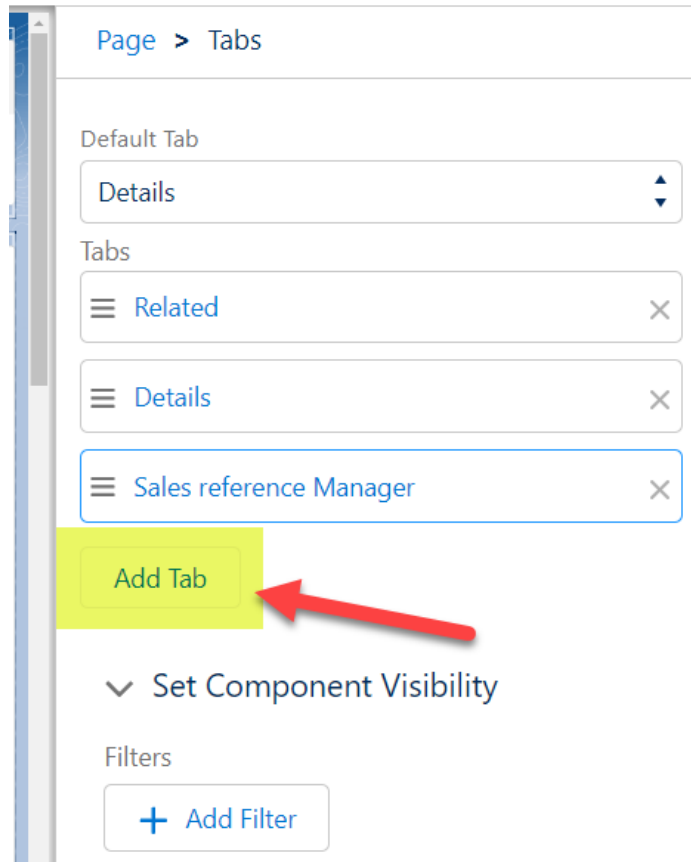 Page > Tabs
Default Tab
Details
Tabs
Related
Details
Sales reference Manager
Add Tab
Set Component Visibility
Filters
+ Add Filter